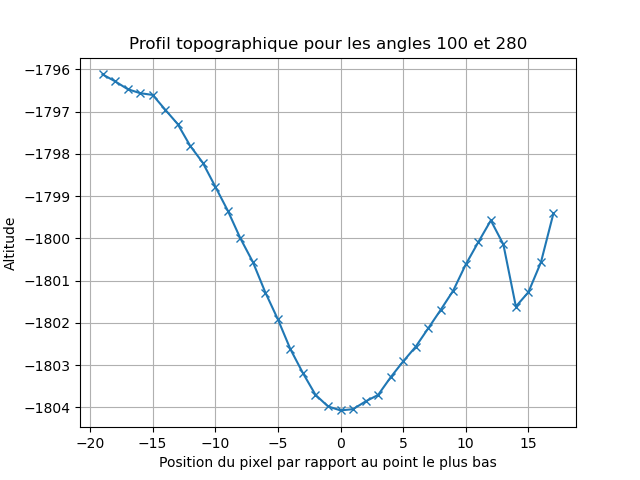 Profil topographique pour les angles 100 et 280
Altitude
−1796
−1797
−1798
−1799
−1800
−1801
−1802
−1803
−1804
−20 −15 −10 −5 0 5 10 15
Position du pixel par rapport au point le plus bas